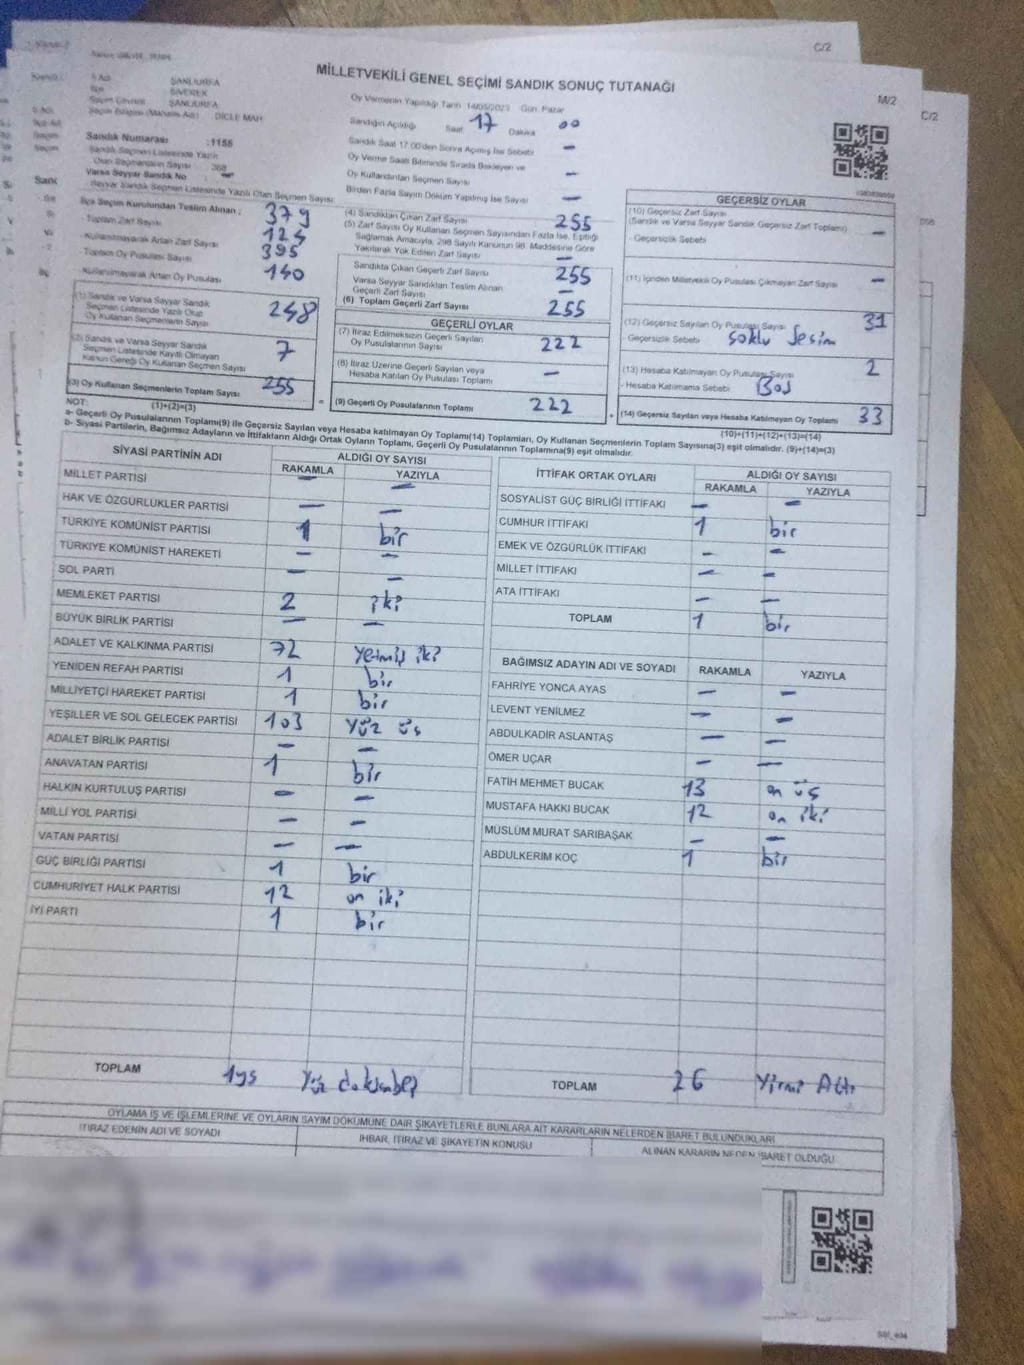 C/2
MİLLETVEKİLİ GENEL SEÇİMİ SANDIK SONUÇ TUTANAĞI
M/2
C/2
İl Adı : ŞANLIURFA
İlçe : SİVEREK
Seçim Çevresi : ŞANLIURFA
Seçim Bölgesi (Mahalle Adı) : DİCLE MAH
Sandık Numarası :1155
Sandık Seçmen Listesinde Yazılı
Olan Seçmenlerin Sayısı : 368
Varsa Seyyar Sandık No : -
Seyyar Sandık Seçmen Listesinde Yazılı Olan Seçmen Sayısı
Oy Vermenin Yapıldığı Tarih 14/05/2023 Gün: Pazar
Sandığın Açıldığı Saat 17 Dakika 00
Sandık Saat 17:00'den Sonra Açılmış İse Sebebi -
Oy Verme Saati Bitiminde Sırada Bekleyen ve
Oy Kullandırılan Seçmen Sayısı -
Birden Fazla Sayım Döküm Yapılmış İse Sayısı -
İlçe Seçim Kurulundan Teslim Alınan ;
Toplam Zarf Sayısı 379
Kullanılmayarak Artan Zarf Sayısı 124
Toplam Oy Pusulası Sayısı 395
Kullanılmayarak Artan Oy Pusulası 140
(1) Sandık ve Varsa Seyyar Sandık
Seçmen Listesinde Yazılı Olup
Oy Kullanan Seçmenlerin Sayısı 248
(2) Sandık ve Varsa Seyyar Sandık
Seçmen Listesinde Kayıtlı Olmayan
Kanun Gereği Oy Kullanan Seçmen Sayısı 7
(3) Oy Kullanan Seçmenlerin Toplam Sayısı 255
(1)+(2)=(3)
(4) Sandıktan Çıkan Zarf Sayısı 255
(5) Zarf Sayısı Oy Kullanan Seçmen Sayısından Fazla İse, Eşitliği
Sağlamak Amacıyla, 298 Sayılı Kanunun 98. Maddesine Göre
Yakılarak Yok Edilen Zarf Sayısı -
Sandıkta Çıkan Geçerli Zarf Sayısı 255
Varsa Seyyar Sandıktan Teslim Alınan
Geçerli Zarf Sayısı -
(6) Toplam Geçerli Zarf Sayısı 255
GEÇERLİ OYLAR
(7) İtiraz Edilmeksizin Geçerli Sayılan
Oy Pusulalarının Sayısı 222
(8) İtiraz Üzerine Geçerli Sayılan veya
Hesaba Katılan Oy Pusulası Toplamı -
= (9) Geçerli Oy Pusulalarının Toplamı 222
GEÇERSİZ OYLAR
(10) Geçersiz Zarf Sayısı
(Sandık ve Varsa Seyyar Sandık Geçersiz Zarf Toplamı) -
- Geçersizlik Sebebi
(11) İçinden Milletvekili Oy Pusulası Çıkmayan Zarf Sayısı -
(12) Geçersiz Sayılan Oy Pusulası Sayısı 31
- Geçersizlik Sebebi
(13) Hesaba Katılmayan Oy Pusulası Sayısı 2
- Hesaba Katılmama Sebebi Boş
+ (14) Geçersiz Sayılan veya Hesaba Katılmayan Oy Toplamı 33
(10)+(11)+(12)+(13)=(14)
NOT:
a- Geçerli Oy Pusulalarının Toplamı(9) ile Geçersiz Sayılan veya Hesaba katılmayan Oy Toplamı(14) Toplamları, Oy Kullanan Seçmenlerin Toplam Sayısına(3) eşit olmalıdır. (9)+(14)=(3)
b- Siyasi Partilerin, Bağımsız Adayların ve İttifakların Aldığı Ortak Oyların Toplamı, Geçerli Oy Pusulalarının Toplamına(9) eşit olmalıdır.
SİYASİ PARTİNİN ADI ALDIĞI OY SAYISI
RAKAMLA YAZIYLA
MİLLET PARTİSİ - -
HAK VE ÖZGÜRLÜKLER PARTİSİ - -
TÜRKİYE KOMÜNİST PARTİSİ 1 bir
TÜRKİYE KOMÜNİST HAREKETİ - -
SOL PARTİ - -
MEMLEKET PARTİSİ 2 iki
BÜYÜK BİRLİK PARTİSİ - -
ADALET VE KALKINMA PARTİSİ 72 yetmiş iki
YENİDEN REFAH PARTİSİ 1 bir
MİLLİYETÇİ HAREKET PARTİSİ 1 bir
YEŞİLLER VE SOL GELECEK PARTİSİ 103 yüz üç
ADALET BİRLİK PARTİSİ - -
ANAVATAN PARTİSİ 1 bir
HALKIN KURTULUŞ PARTİSİ - -
MİLLİ YOL PARTİSİ - -
VATAN PARTİSİ - -
GÜÇ BİRLİĞİ PARTİSİ 1 bir
CUMHURİYET HALK PARTİSİ 12 on iki
İYİ PARTİ 1 bir
TOPLAM 195 Yüz doksanbeş
İTTİFAK ORTAK OYLARI ALDIĞI OY SAYISI
RAKAMLA YAZIYLA
SOSYALİST GÜÇ BİRLİĞİ İTTİFAKI - -
CUMHUR İTTİFAKI 1 bir
EMEK VE ÖZGÜRLÜK İTTİFAKI - -
MİLLET İTTİFAKI - -
ATA İTTİFAKI - -
TOPLAM 1 bir
BAĞIMSIZ ADAYIN ADI VE SOYADI RAKAMLA YAZIYLA
FAHRİYE YONCA AYAS - -
LEVENT YENİLMEZ - -
ABDULKADİR ASLANTAŞ - -
ÖMER UÇAR - -
FATİH MEHMET BUCAK 13 on üç
MUSTAFA HAKKI BUCAK 12 on iki
MÜSLÜM MURAT SARIBAŞAK - -
ABDULKERİM KOÇ 1 bir
TOPLAM 26 Yirmi Altı
OYLAMA İŞ VE İŞLEMLERİNE VE OYLARIN SAYIM DÖKÜMÜNE DAİR ŞİKAYETLERLE BUNLARA AİT KARARLARIN NELERDEN İBARET BULUNDUKLARI
İTİRAZ EDENİN ADI VE SOYADI
İHBAR, İTİRAZ VE ŞİKAYETİN KONUSU
ALINAN KARARIN NEDEN İBARET OLDUĞU